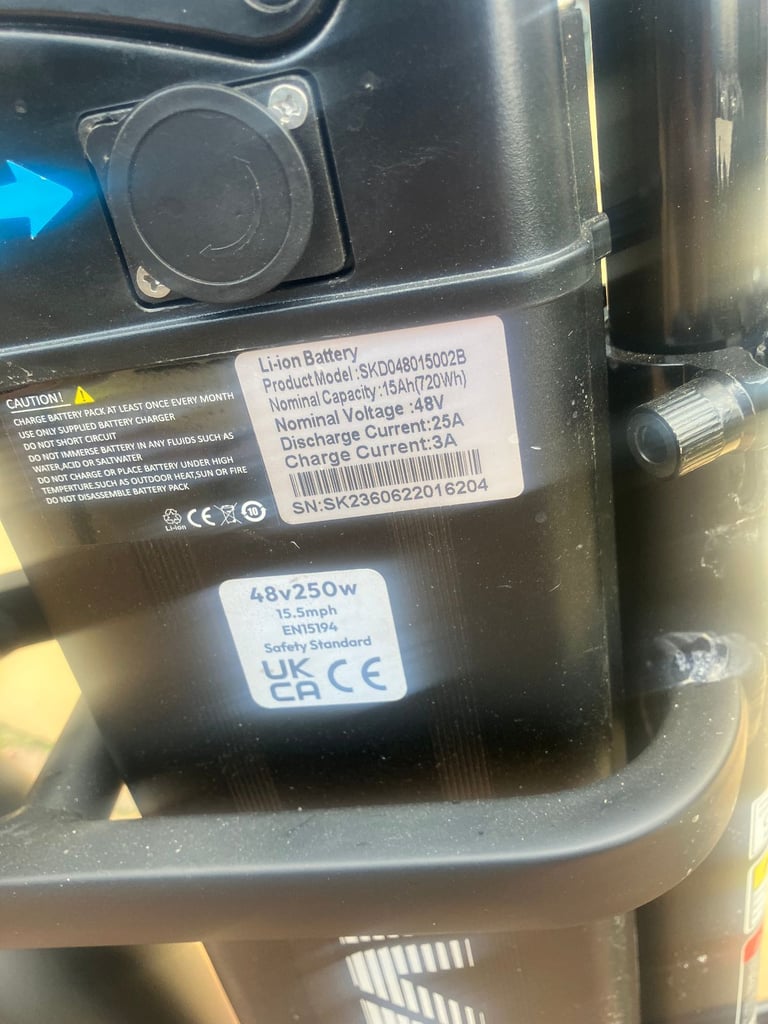 CAUTION!
CHARGE BATTERY PACK AT LEAST ONCE EVERY MONTH
USE ONLY SUPPLIED BATTERY CHARGER
DO NOT SHORT CIRCUIT
DO NOT IMMERSE BATTERY IN ANY FLUIDS SUCH AS
WATER,ACID OR SALTWATER
DO NOT CHARGE OR PLACE BATTERY UNDER HIGH
TEMPERTURE.SUCH AS OUTDOOR HEAT,SUN OR FIRE
DO NOT DISASSEMBLE BATTERY PACK
Li-ion
CE
10
Li-ion Battery
Product Model :SKD048015002B
Nominal Capacity :15Ah(720Wh)
Nominal Voltage :48V
Discharge Current:25A
Charge Current:3A
SN:SK2360622016204
48v250w
15.5mph
EN15194
Safety Standard
UK
CA CE